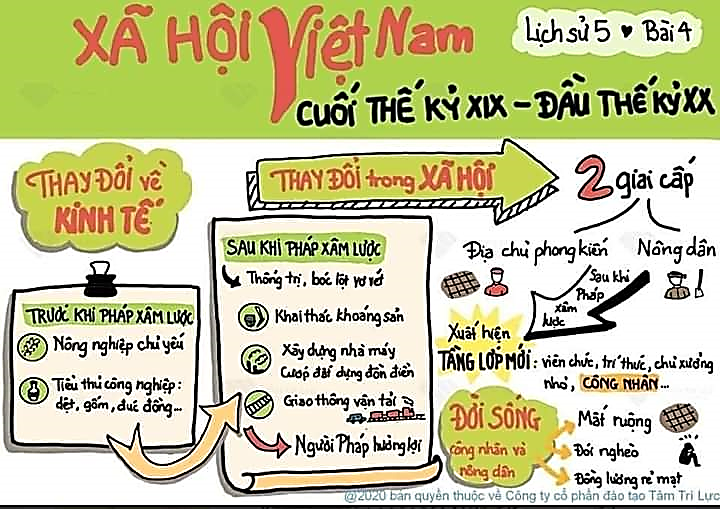 XÃ HỘI Việt Nam
Lịch sử 5 ♥ Bài 4
CUỐI THẾ KỶ XIX – ĐẦU THẾ KỶ XX
THAY ĐỔI về
KINH TẾ
TRƯỚC KHI PHÁP XÂM LƯỢC
Nông nghiệp chủ yếu
Tiểu thủ công nghiệp:
dệt, gốm, đúc đồng...
SAU KHI PHÁP XÂM LƯỢC
Thống trị, bóc lột vơ vét
Khai thác khoáng sản
Xây dựng nhà máy
Cướp đất dựng đồn điền
Giao thông vận tải
Người Pháp hưởng lợi
THAY ĐỔI trong XÃ HỘI
2 giai cấp
Địa chủ phong kiến
Nông dân
Sau khi
Pháp
xâm
lược
Xuất hiện
TẦNG LỚP MỚI: viên chức, trí thức, chủ xưởng
nhỏ, CÔNG NHÂN...
ĐỜI SỐNG
công nhân và
nông dân
Mất ruộng
Đói nghèo
Đồng lương rẻ mạt
@2020 bản quyền thuộc về Công ty cổ phần đào tạo Tâm Trí Lực